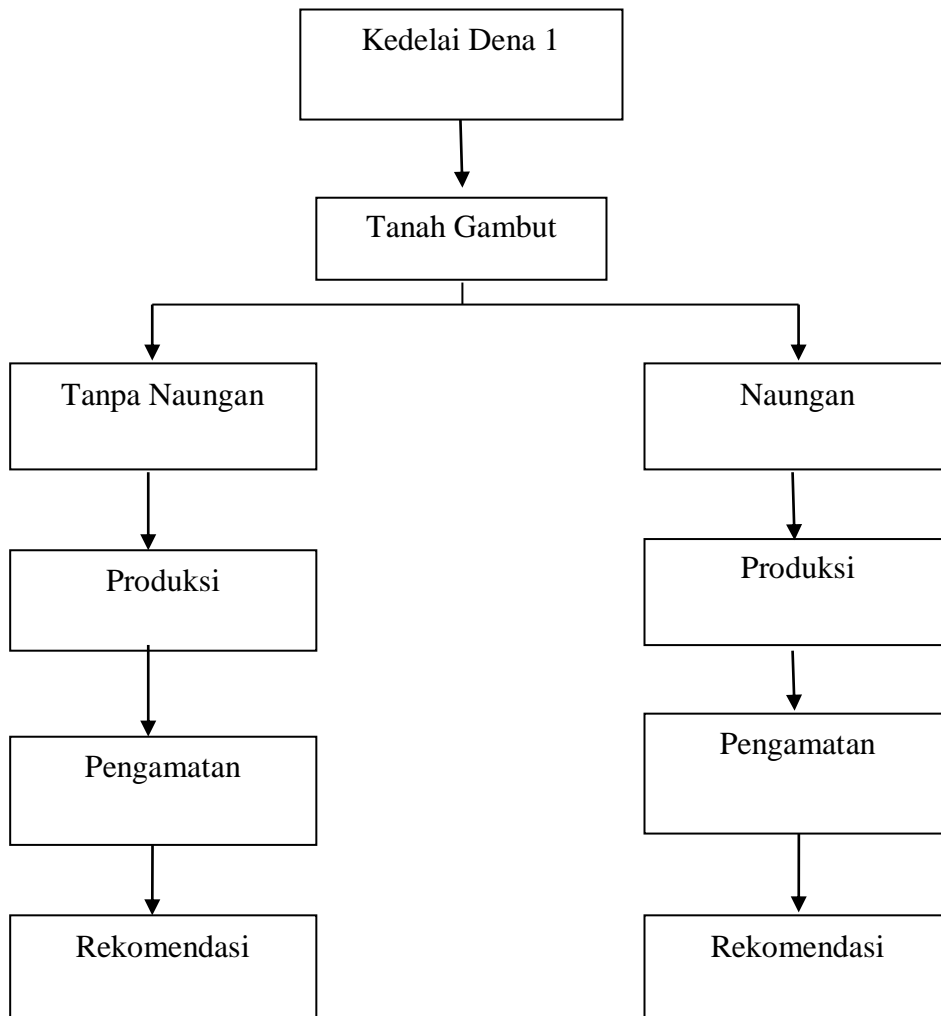 Kedelai Dena 1
Tanah Gambut
Tanpa Naungan
Naungan
Produksi
Produksi
Pengamatan
Pengamatan
Rekomendasi
Rekomendasi